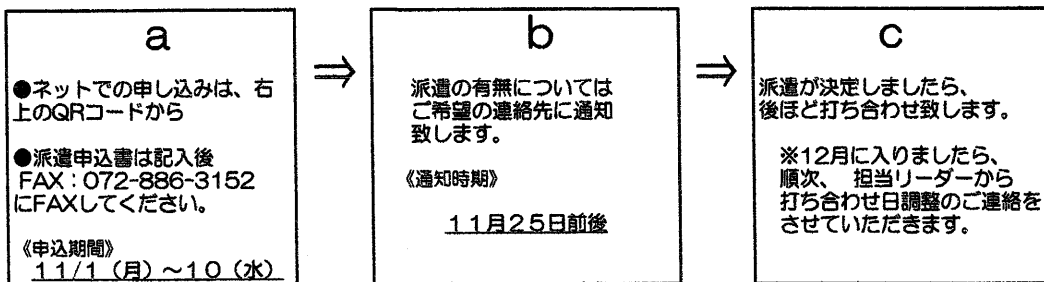 a
●ネットでの申し込みは、右
上のQRコードから
●派遣申込書は記入後
FAX：072-886-3152
にFAXしてください。
《申込期間》
11/1（月）～10（水）
⇒
b
派遣の有無については
ご希望の連絡先に通知
致します。
《通知時期》
11月25日前後
⇒
c
派遣が決定しましたら、
後ほど打ち合わせ致します。
※12月に入りましたら、
順次、担当リーダーから
打ち合わせ日調整のご連絡を
させていただきます。